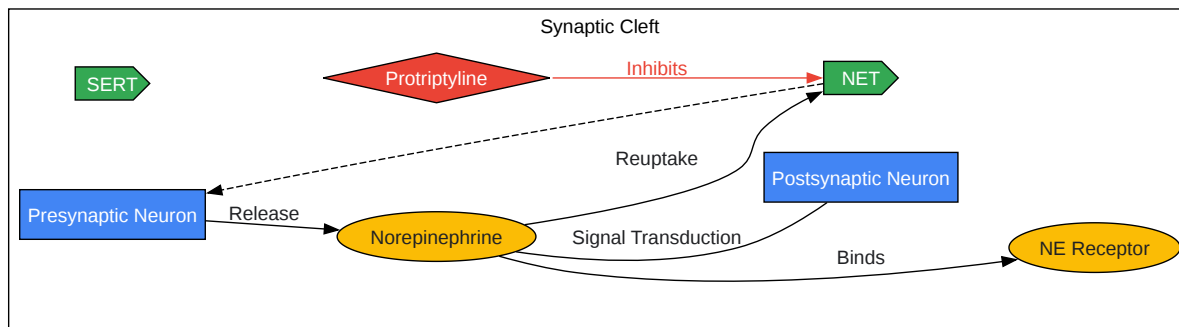 Synaptic Cleft
SERT
Protriptyline
Inhibits
NET
Reuptake
Postsynaptic Neuron
Presynaptic Neuron
Release
Norepinephrine
Signal Transduction
NE Receptor
Binds